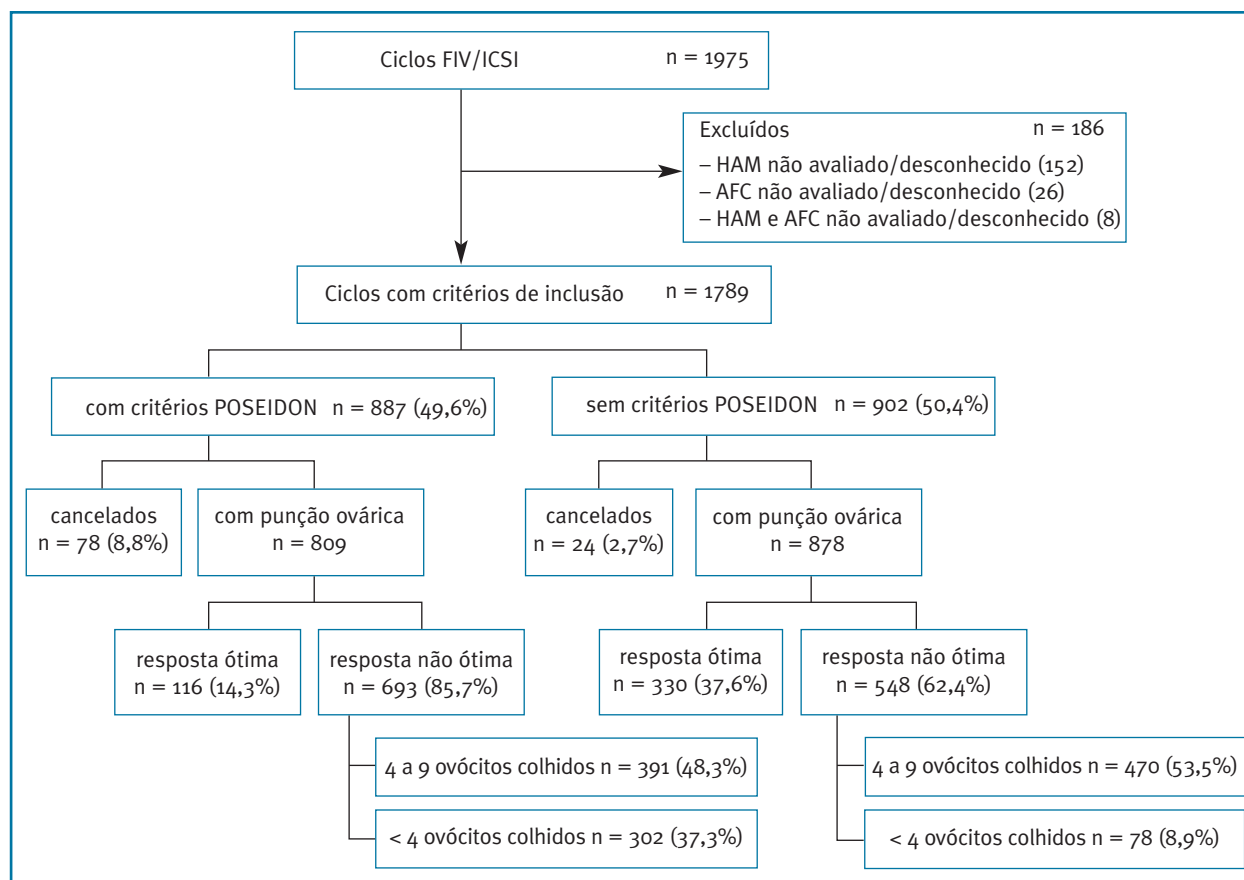 Ciclos FIV/ICSI n = 1975
Excluídos n = 186
– HAM não avaliado/desconhecido (152)
– AFC não avaliado/desconhecido (26)
– HAM e AFC não avaliado/desconhecido (8)
Ciclos com critérios de inclusão n = 1789
com critérios POSEIDON n = 887 (49,6%)
sem critérios POSEIDON n = 902 (50,4%)
cancelados
n = 78 (8,8%)
com punção ovárica
n = 809
cancelados
n = 24 (2,7%)
com punção ovárica
n = 878
resposta ótima
n = 116 (14,3%)
resposta não ótima
n = 693 (85,7%)
resposta ótima
n = 330 (37,6%)
resposta não ótima
n = 548 (62,4%)
4 a 9 ovócitos colhidos n = 391 (48,3%)
< 4 ovócitos colhidos n = 302 (37,3%)
4 a 9 ovócitos colhidos n = 470 (53,5%)
< 4 ovócitos colhidos n = 78 (8,9%)